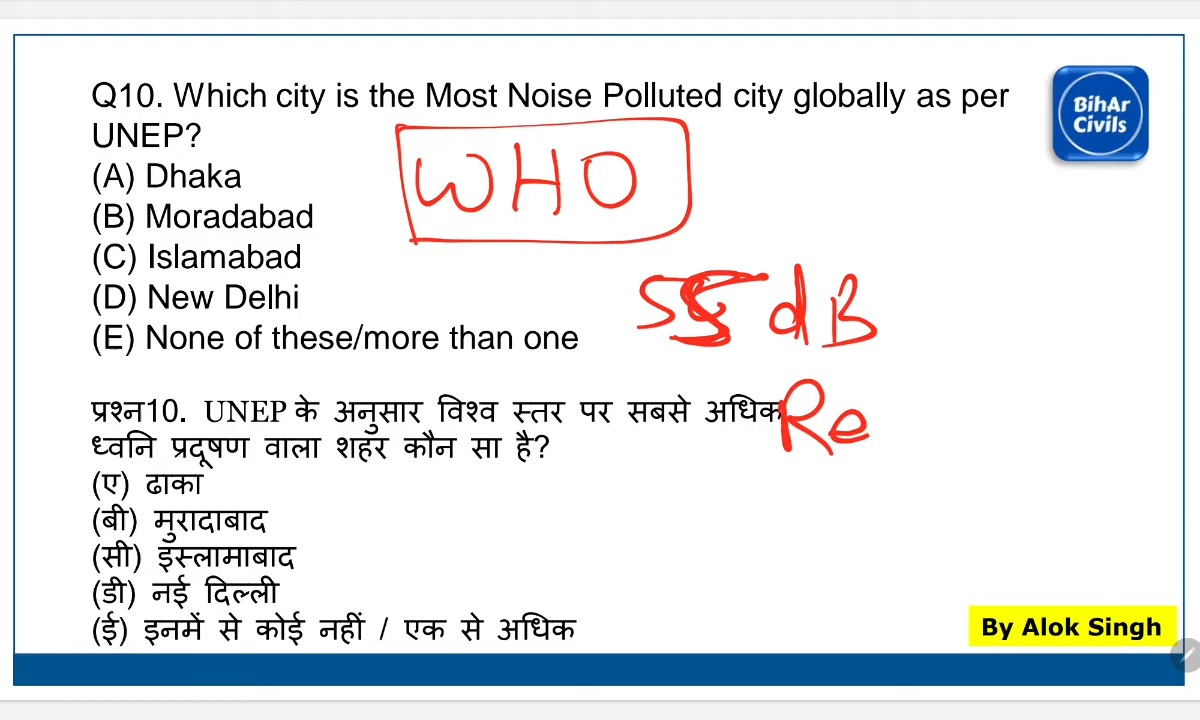 Q10. Which city is the Most Noise Polluted city globally as per
UNEP?
(A) Dhaka
(B) Moradabad
(C) Islamabad
(D) New Delhi
(E) None of these/more than one
BihAr
Civils
WHO
55 dB
Re
प्रश्न10. UNEP के अनुसार विश्व स्तर पर सबसे अधिक
ध्वनि प्रदूषण वाला शहर कौन सा है?
(ए) ढाका
(बी) मुरादाबाद
(सी) इस्लामाबाद
(डी) नई दिल्ली
(ई) इनमें से कोई नहीं / एक से अधिक
By Alok Singh